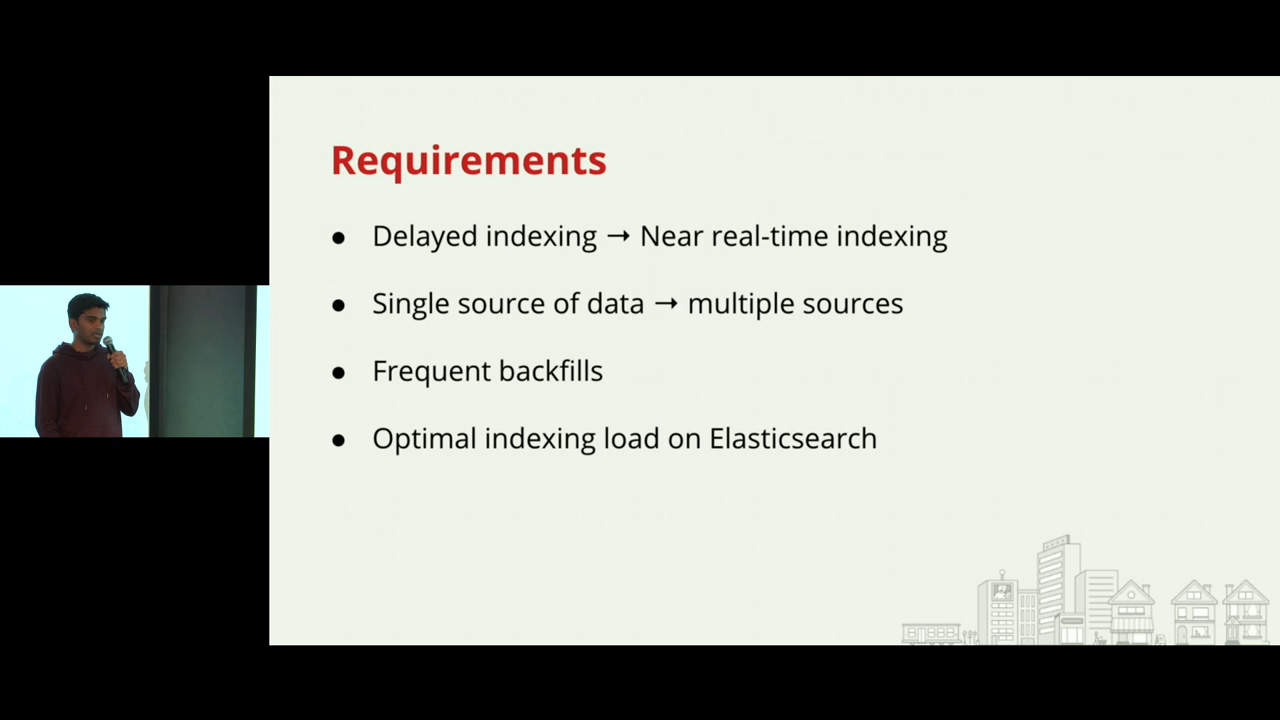 Requirements
● Delayed indexing → Near real-time indexing
● Single source of data → multiple sources
● Frequent backfills
● Optimal indexing load on Elasticsearch